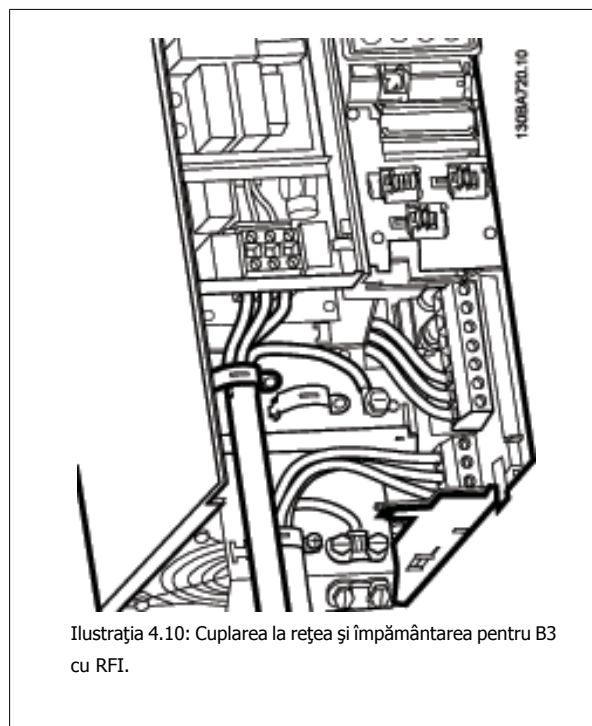 130BA720.10
Ilustraţia 4.10: Cuplarea la reţea şi împământarea pentru B3
cu RFI.